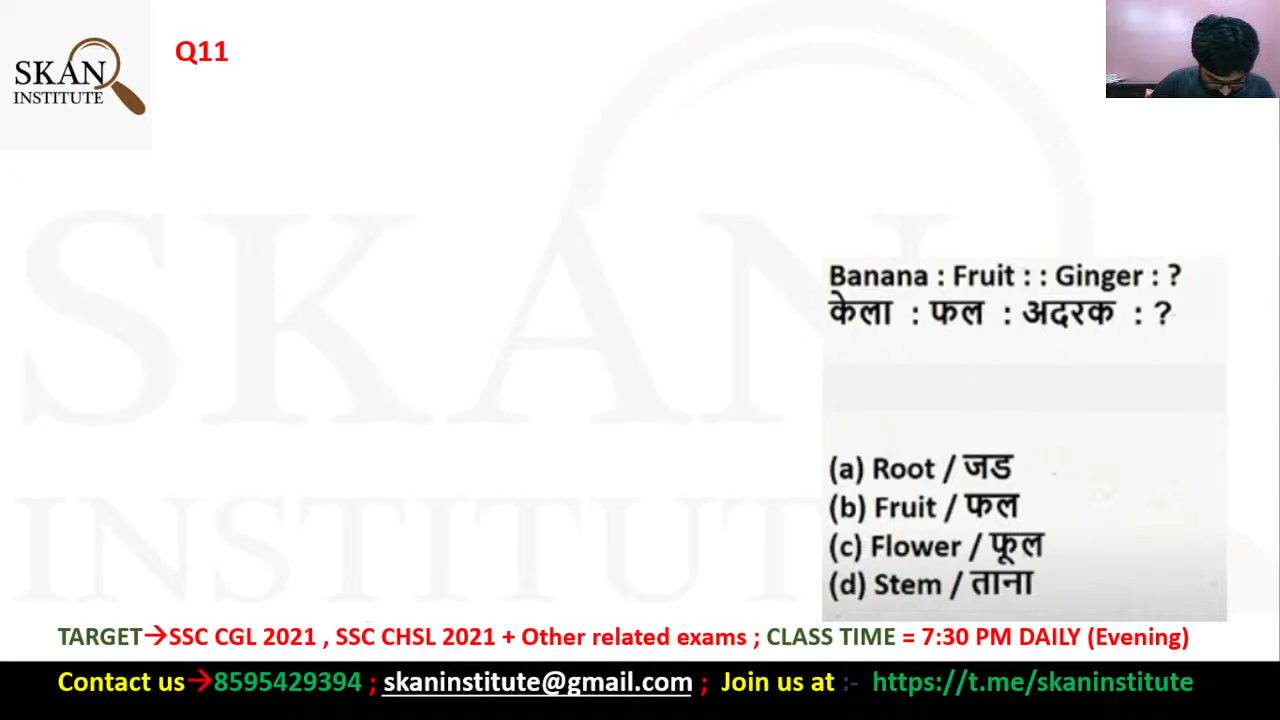 SKAN
INSTITUTE
Q11
SKAN
INSTITUTE
Banana : Fruit : : Ginger : ?
केला : फल : अदरक : ?
(a) Root / जड
(b) Fruit / फल
(c) Flower / फूल
(d) Stem / ताना
TARGET→SSC CGL 2021 , SSC CHSL 2021 + Other related exams ; CLASS TIME = 7:30 PM DAILY (Evening)
Contact us→8595429394 ; skaninstitute@gmail.com ; Join us at :- https://t.me/skaninstitute